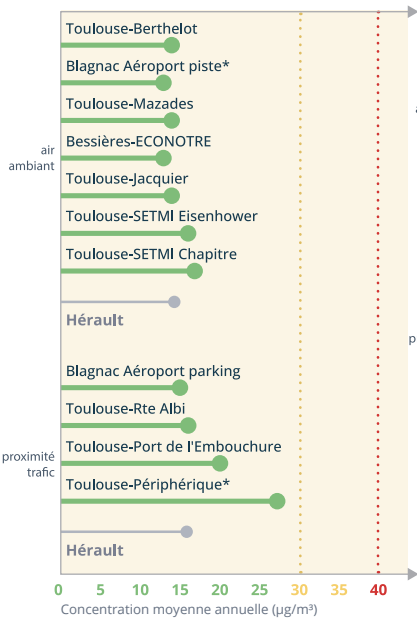 Toulouse-Berthelot
Blagnac Aéroport piste*
Toulouse-Mazades
Bessières-ECONOTRE
air
ambiant
Toulouse-Jacquier
Toulouse-SETMI Eisenhower
Toulouse-SETMI Chapitre
Hérault
Blagnac Aéroport parking
Toulouse-Rte Albi
Toulouse-Port de l'Embouchure
proximité
trafic
Toulouse-Périphérique*
Hérault
0 5 10 15 20 25 30 35 40
Concentration moyenne annuelle (µg/m³)